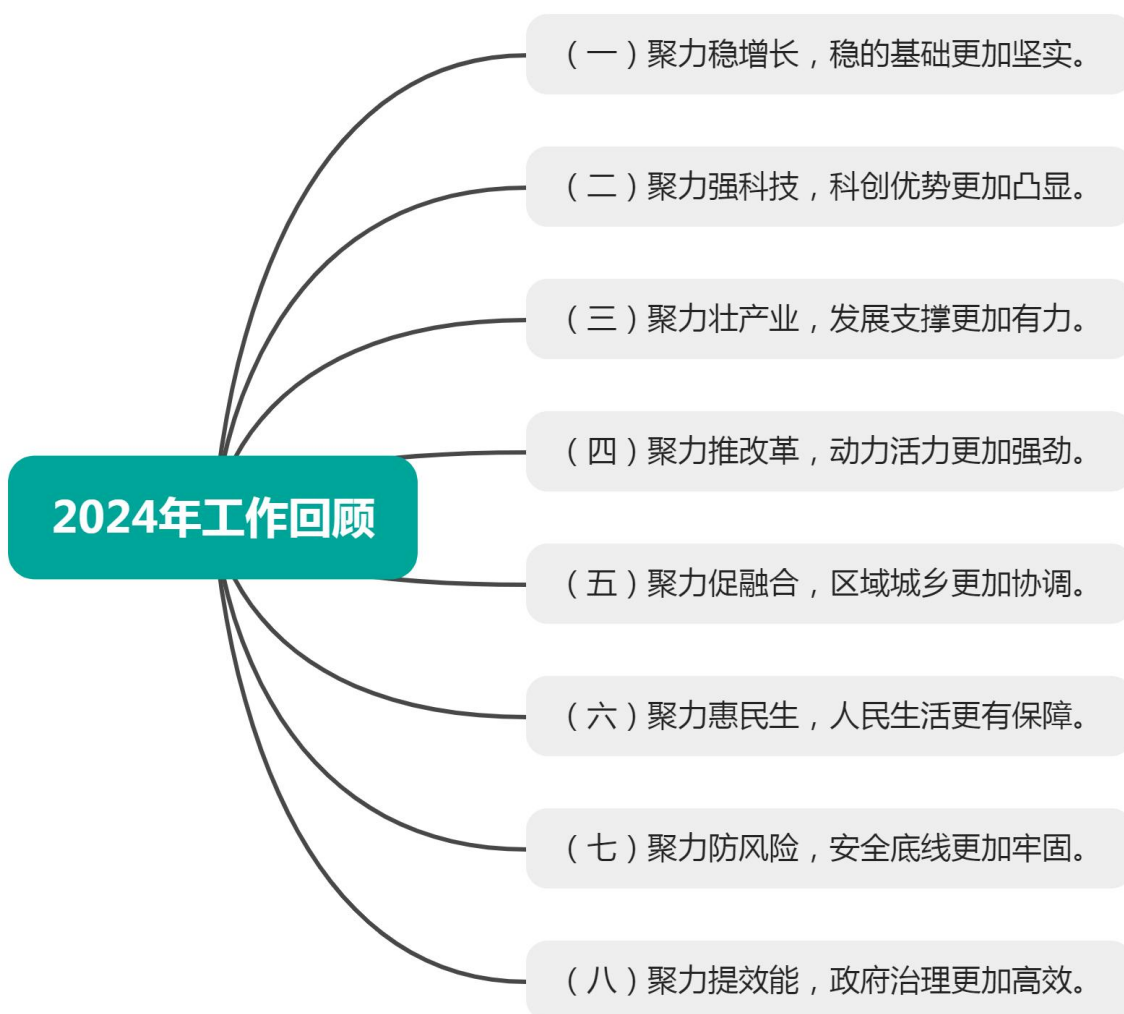 2024年工作回顾
（一）聚力稳增长，稳的基础更加坚实。
（二）聚力强科技，科创优势更加凸显。
（三）聚力壮产业，发展支撑更加有力。
（四）聚力推改革，动力活力更加强劲。
（五）聚力促融合，区域城乡更加协调。
（六）聚力惠民生，人民生活更有保障。
（七）聚力防风险，安全底线更加牢固。
（八）聚力提效能，政府治理更加高效。